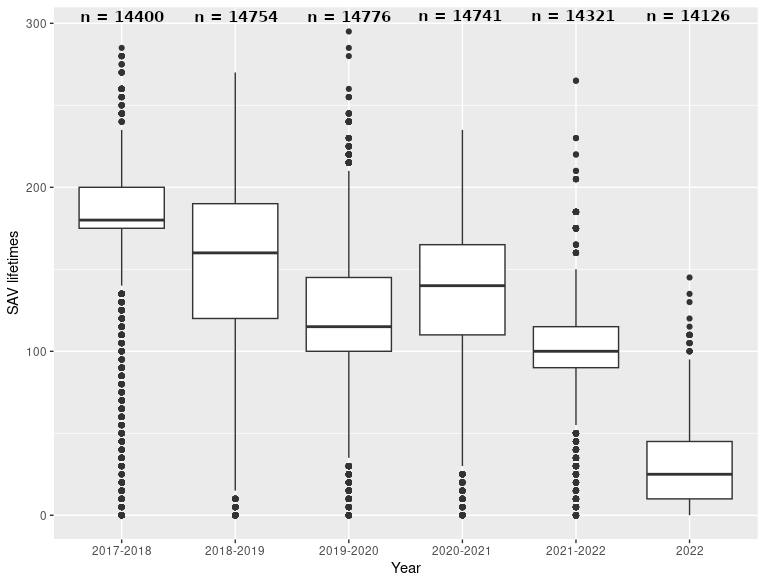 n = 14400 n = 14754 n = 14776 n = 14741 n = 14321 n = 14126
300
200
100
0
SAV lifetimes
2017-2018 2018-2019 2019-2020 2020-2021 2021-2022 2022
Year